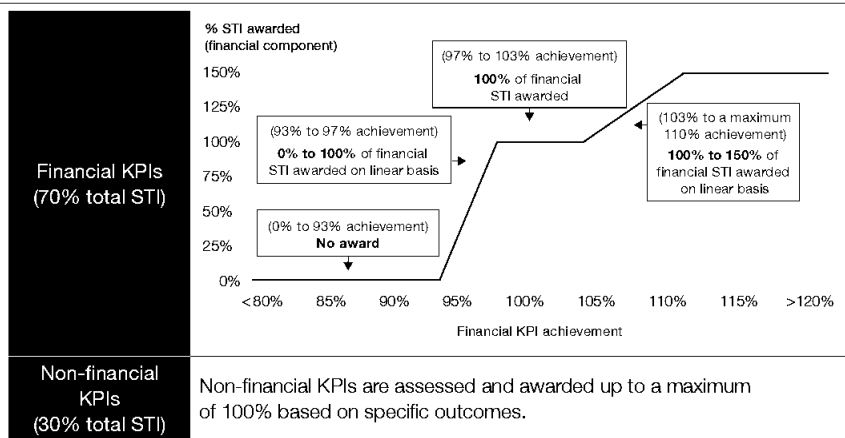 Financial KPIs
(70% total STI)
% STI awarded
(financial component)
150%
125%
100%
75%
50%
25%
0%
(97% to 103% achievement)
100% of financial
STI awarded
(93% to 97% achievement)
0% to 100% of financial
STI awarded on linear basis
(103% to a maximum
110% achievement)
100% to 150% of
financial STI awarded
on linear basis
(0% to 93% achievement)
No award
<80% 85% 90% 95% 100% 105% 110% 115% >120%
Financial KPI achievement
Non-financial
KPIs
(30% total STI)
Non-financial KPIs are assessed and awarded up to a maximum
of 100% based on specific outcomes.